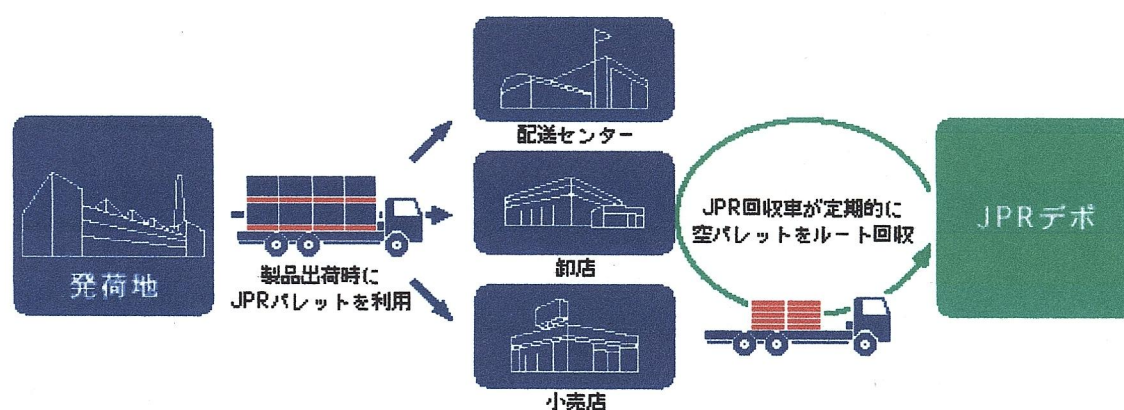 発荷地
製品出荷時に
JPRパレットを利用
配送センター
卸店
小売店
JPR回収車が定期的に
空パレットをルート回収
JPRデポ